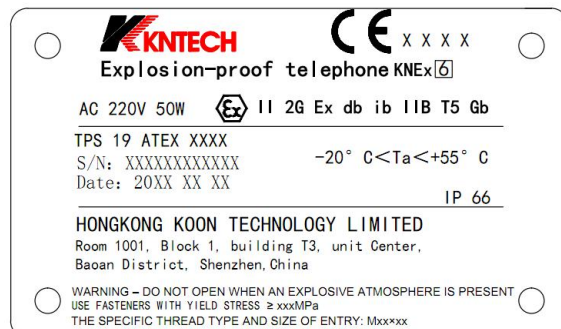 KNTECH CE X X X X
Explosion-proof telephone KNEx 6
AC 220V 50W Ex II 2G Ex db ib IIB T5 Gb
TPS 19 ATEX XXXX
S/N: XXXXXXXXXXXX
-20° C<Ta<+55° C
Date: 20XX XX XX
IP 66
HONGKONG KOON TECHNOLOGY LIMITED
Room 1001, Block 1, building T3, unit Center,
Baoan District, Shenzhen,China
WARNING – DO NOT OPEN WHEN AN EXPLOSIVE ATMOSPHERE IS PRESENT
USE FASTENERS WITH YIELD STRESS ≥ xxxMPa
THE SPECIFIC THREAD TYPE AND SIZE OF ENTRY: Mxx×xx